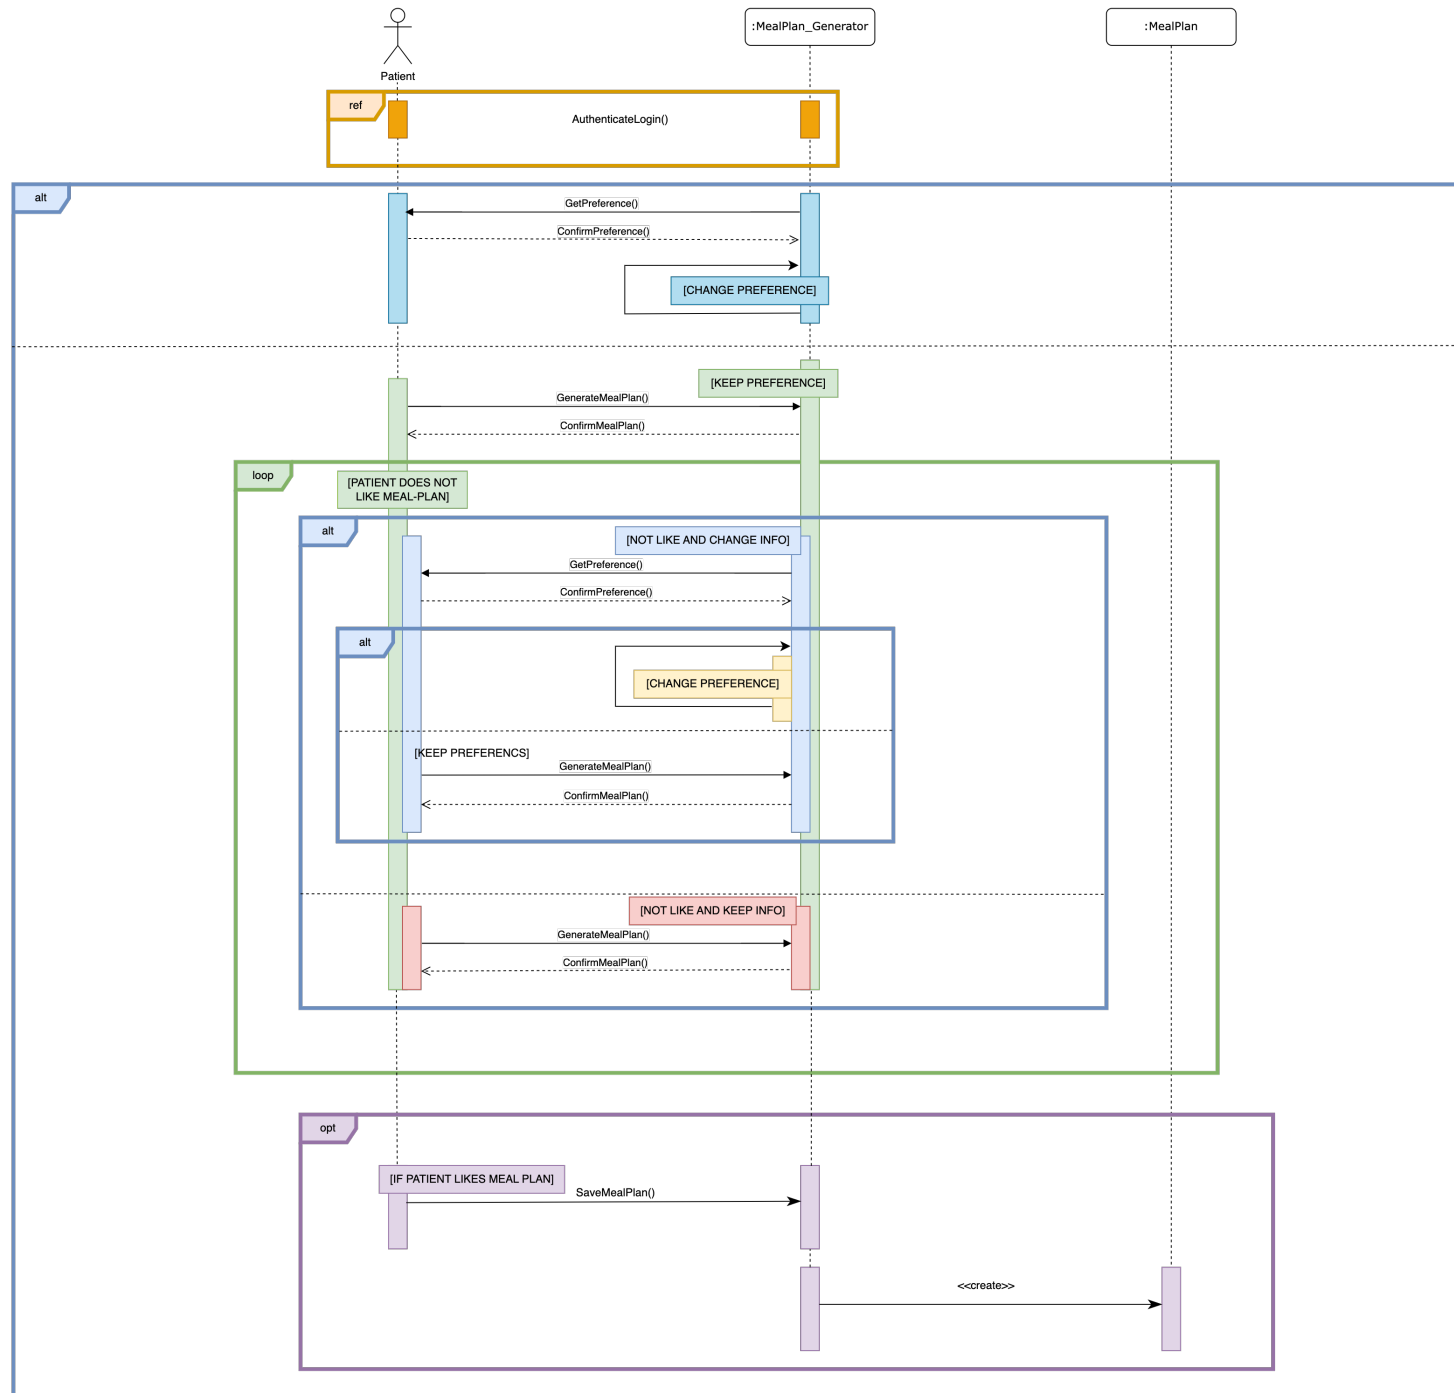 :MealPlan_Generator
:MealPlan
Patient
ref
AuthenticateLogin()
alt
GetPreference()
ConfirmPreference()
[CHANGE PREFERENCE]
[KEEP PREFERENCE]
GenerateMealPlan()
ConfirmMealPlan()
loop
[PATIENT DOES NOT
LIKE MEAL-PLAN]
alt
[NOT LIKE AND CHANGE INFO]
GetPreference()
ConfirmPreference()
alt
[CHANGE PREFERENCE]
[KEEP PREFERENCS]
GenerateMealPlan()
ConfirmMealPlan()
[NOT LIKE AND KEEP INFO]
GenerateMealPlan()
ConfirmMealPlan()
opt
[IF PATIENT LIKES MEAL PLAN]
SaveMealPlan()
<<create>>